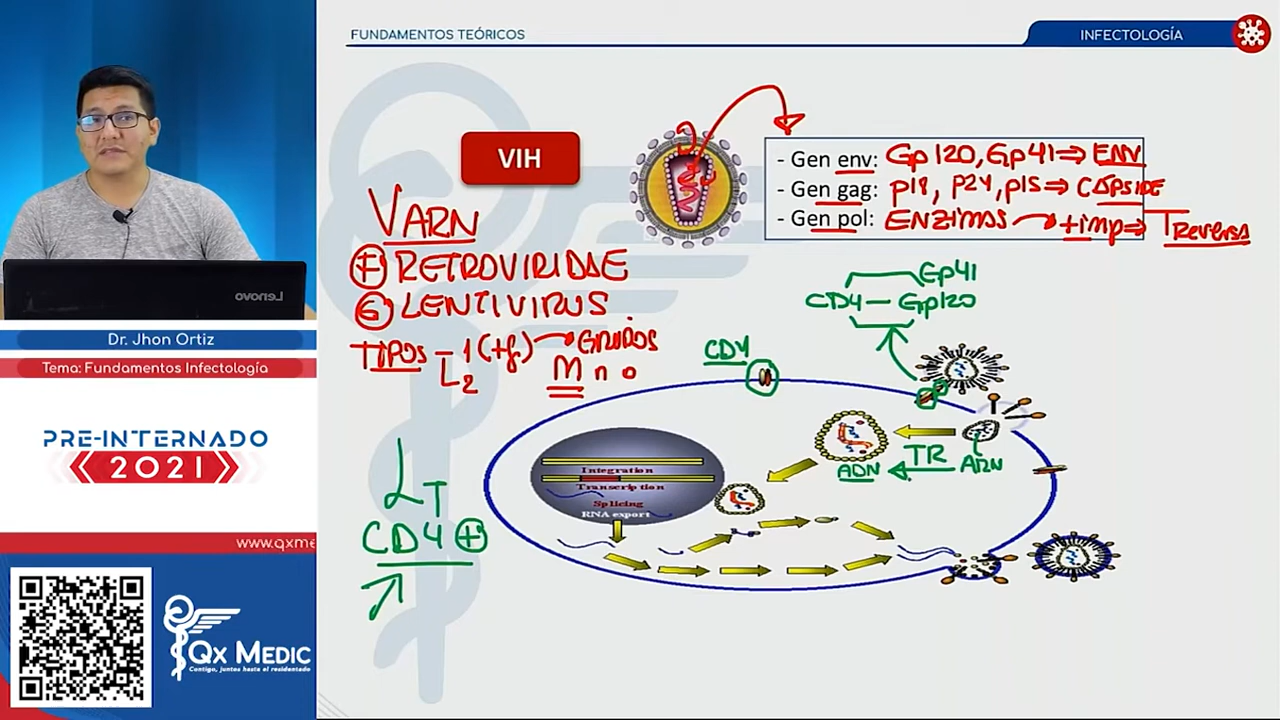 FUNDAMENTOS TEÓRICOS
INFECTOLOGÍA
VIH
- Gen env: Gp120, Gp41 ⇒ ENV
- Gen gag: p18, p24, p15 ⇒ CÁPSIDE
- Gen pol: ENZIMAS → +imp ⇒ T Reversa
VARN
F RETROVIRIDAE
G LENTIVIRUS
TIPOS - 1 (+f) → GRUPOS
2 M n o
Gp41
CD4 — Gp120
CD4
TR
ADN ← ARN
LT
CD4 +
Integration
Transcription
Splicing
RNA export
lenovo
Dr. Jhon Ortiz
Tema: Fundamentos Infectología
PRE-INTERNADO
2021
www.qxme
QX MEDIC
Contigo, juntos hasta el residentado